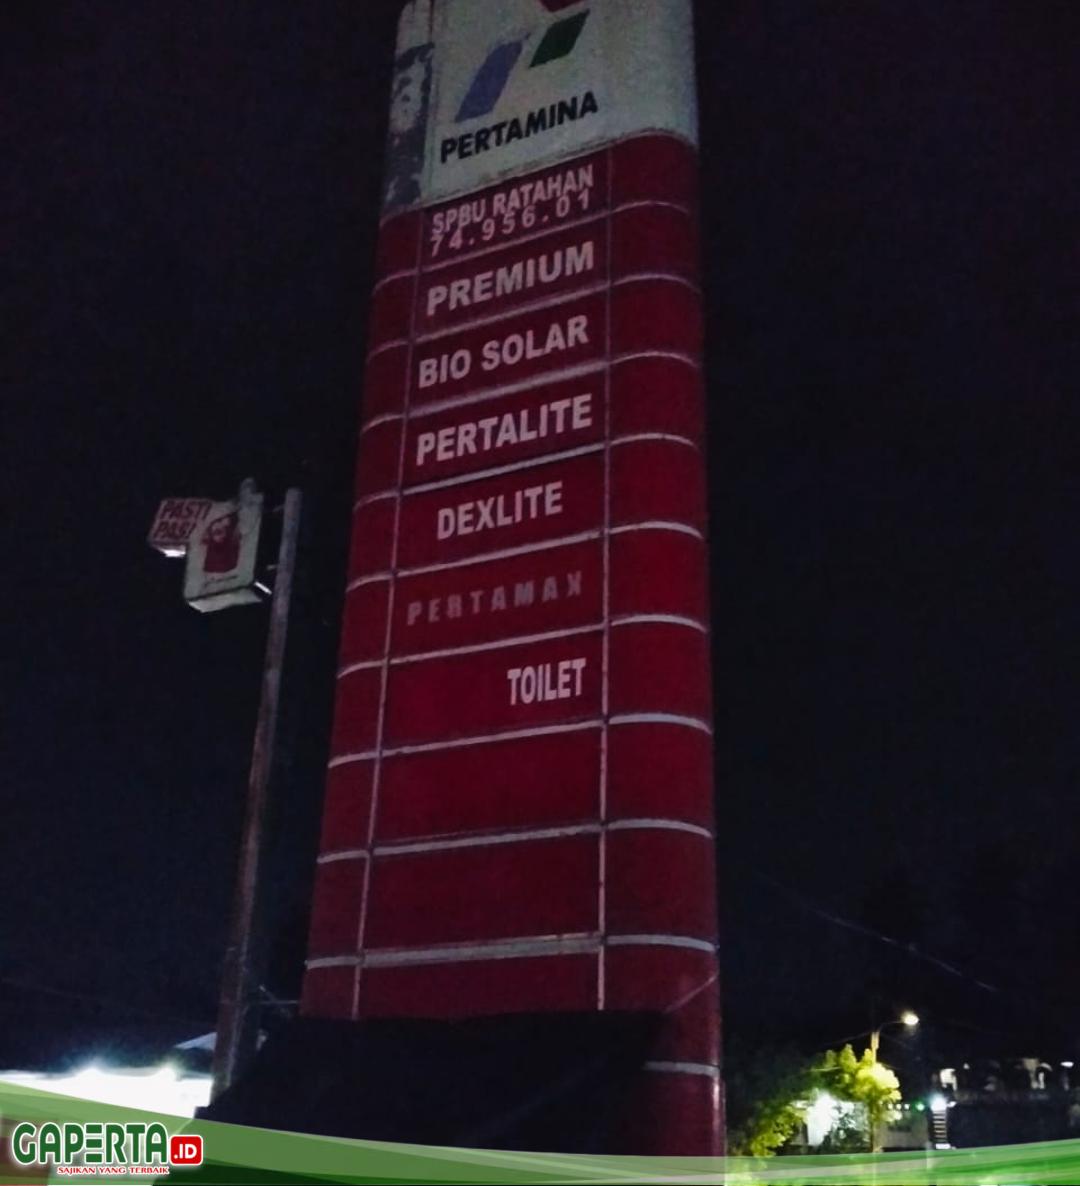 PERTAMINA
SPBU RATAHAN
74.956.01
PREMIUM
BIO SOLAR
PERTALITE
DEXLITE
PERTAMAX
TOILET
PASTI
PAS!
GAPERTA.ID
SAJIKAN YANG TERBAIK